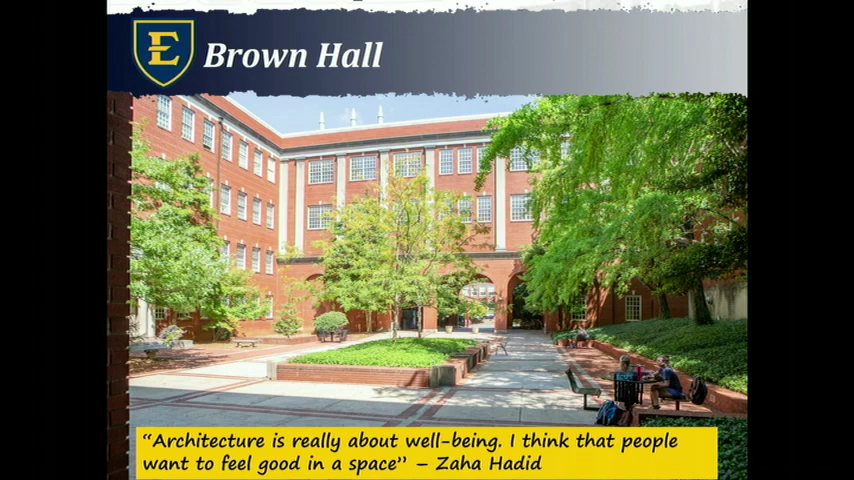 E
Brown Hall
“Architecture is really about well-being. I think that people
want to feel good in a space” – Zaha Hadid